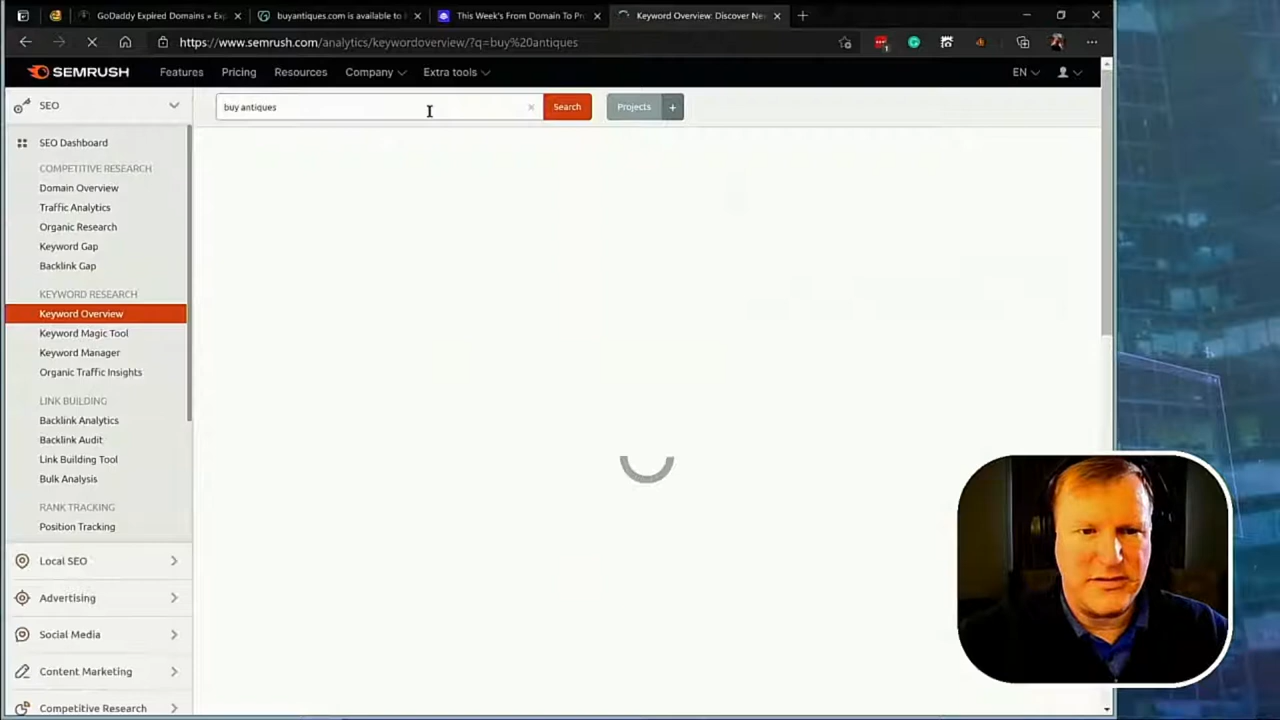 GoDaddy Expired Domains » Exp
buyantiques.com is available to
This Week's From Domain To Pr
Keyword Overview: Discover Ne
https://www.semrush.com/analytics/keywordoverview/?q=buy%20antiques
1
SEMRUSH
Features
Pricing
Resources
Company
Extra tools
EN
SEO
buy antiques
Search
Projects
+
SEO Dashboard
COMPETITIVE RESEARCH
Domain Overview
Traffic Analytics
Organic Research
Keyword Gap
Backlink Gap
KEYWORD RESEARCH
Keyword Overview
Keyword Magic Tool
Keyword Manager
Organic Traffic Insights
LINK BUILDING
Backlink Analytics
Backlink Audit
Link Building Tool
Bulk Analysis
RANK TRACKING
Position Tracking
Local SEO
Advertising
Social Media
Content Marketing
Competitive Research